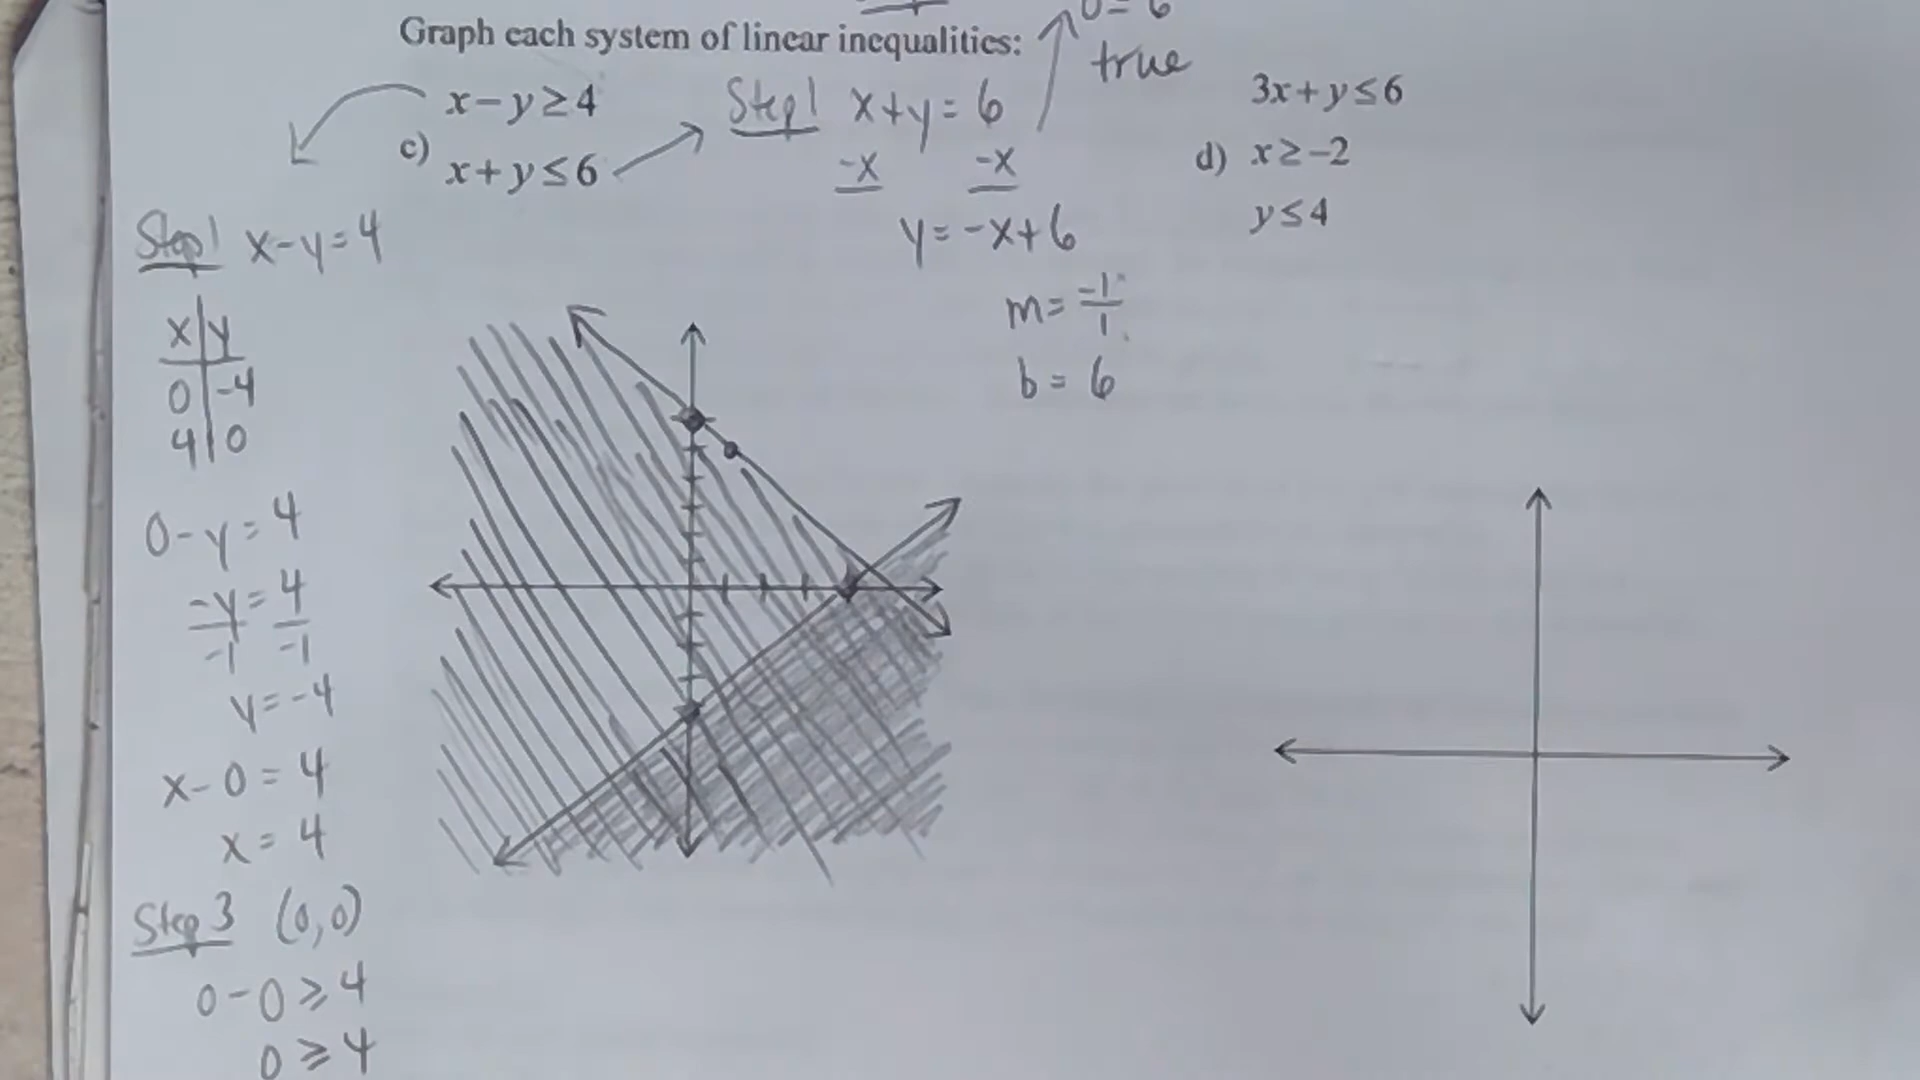 Graph each system of linear inequalities:
true
c)
x-y≥4
x+y≤6
Step 1 x+y=6
-x -x
y=-x+6
m=-1/1
b=6
d)
3x+y≤6
x≥-2
y≤4
Step 1 x-y=4
x|y
0|-4
4|0
0-y=4
-y=4
-1 -1
y=-4
x-0=4
x=4
Step 3 (0,0)
0-0≥4
0≥4